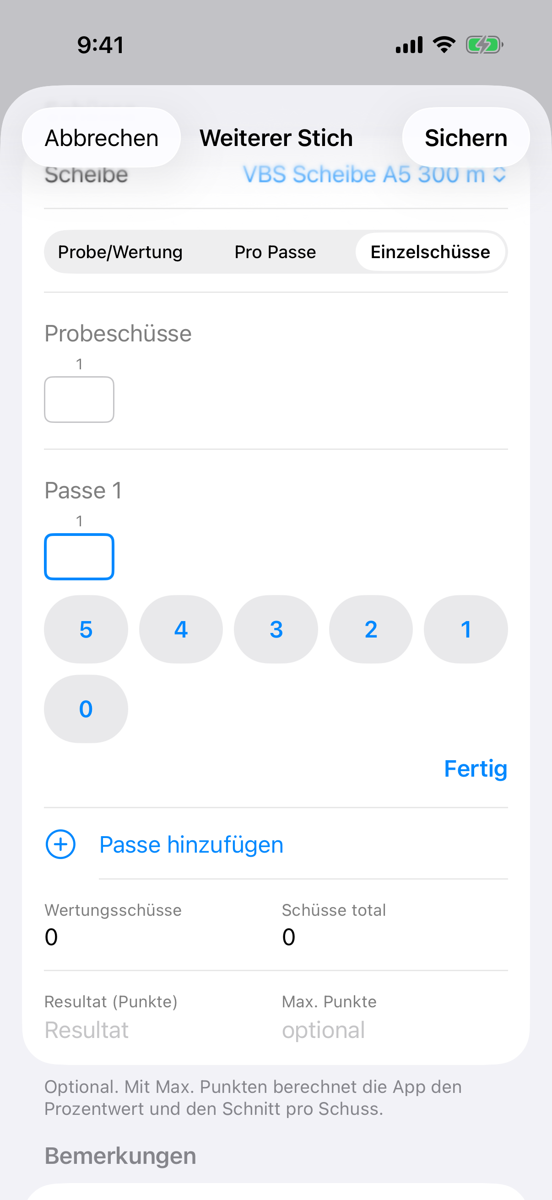 9:41
Abbrechen
Weiterer Stich
Sichern
Scheibe
VBS Scheibe A5 300 m
Probe/Wertung
Pro Passe
Einzelschüsse
Probeschüsse
1
Passe 1
1
5
4
3
2
1
0
Fertig
Passe hinzufügen
Wertungsschüsse
Schüsse total
0
0
Resultat (Punkte)
Max. Punkte
Resultat
optional
Optional. Mit Max. Punkten berechnet die App den
Prozentwert und den Schnitt pro Schuss.
Bemerkungen